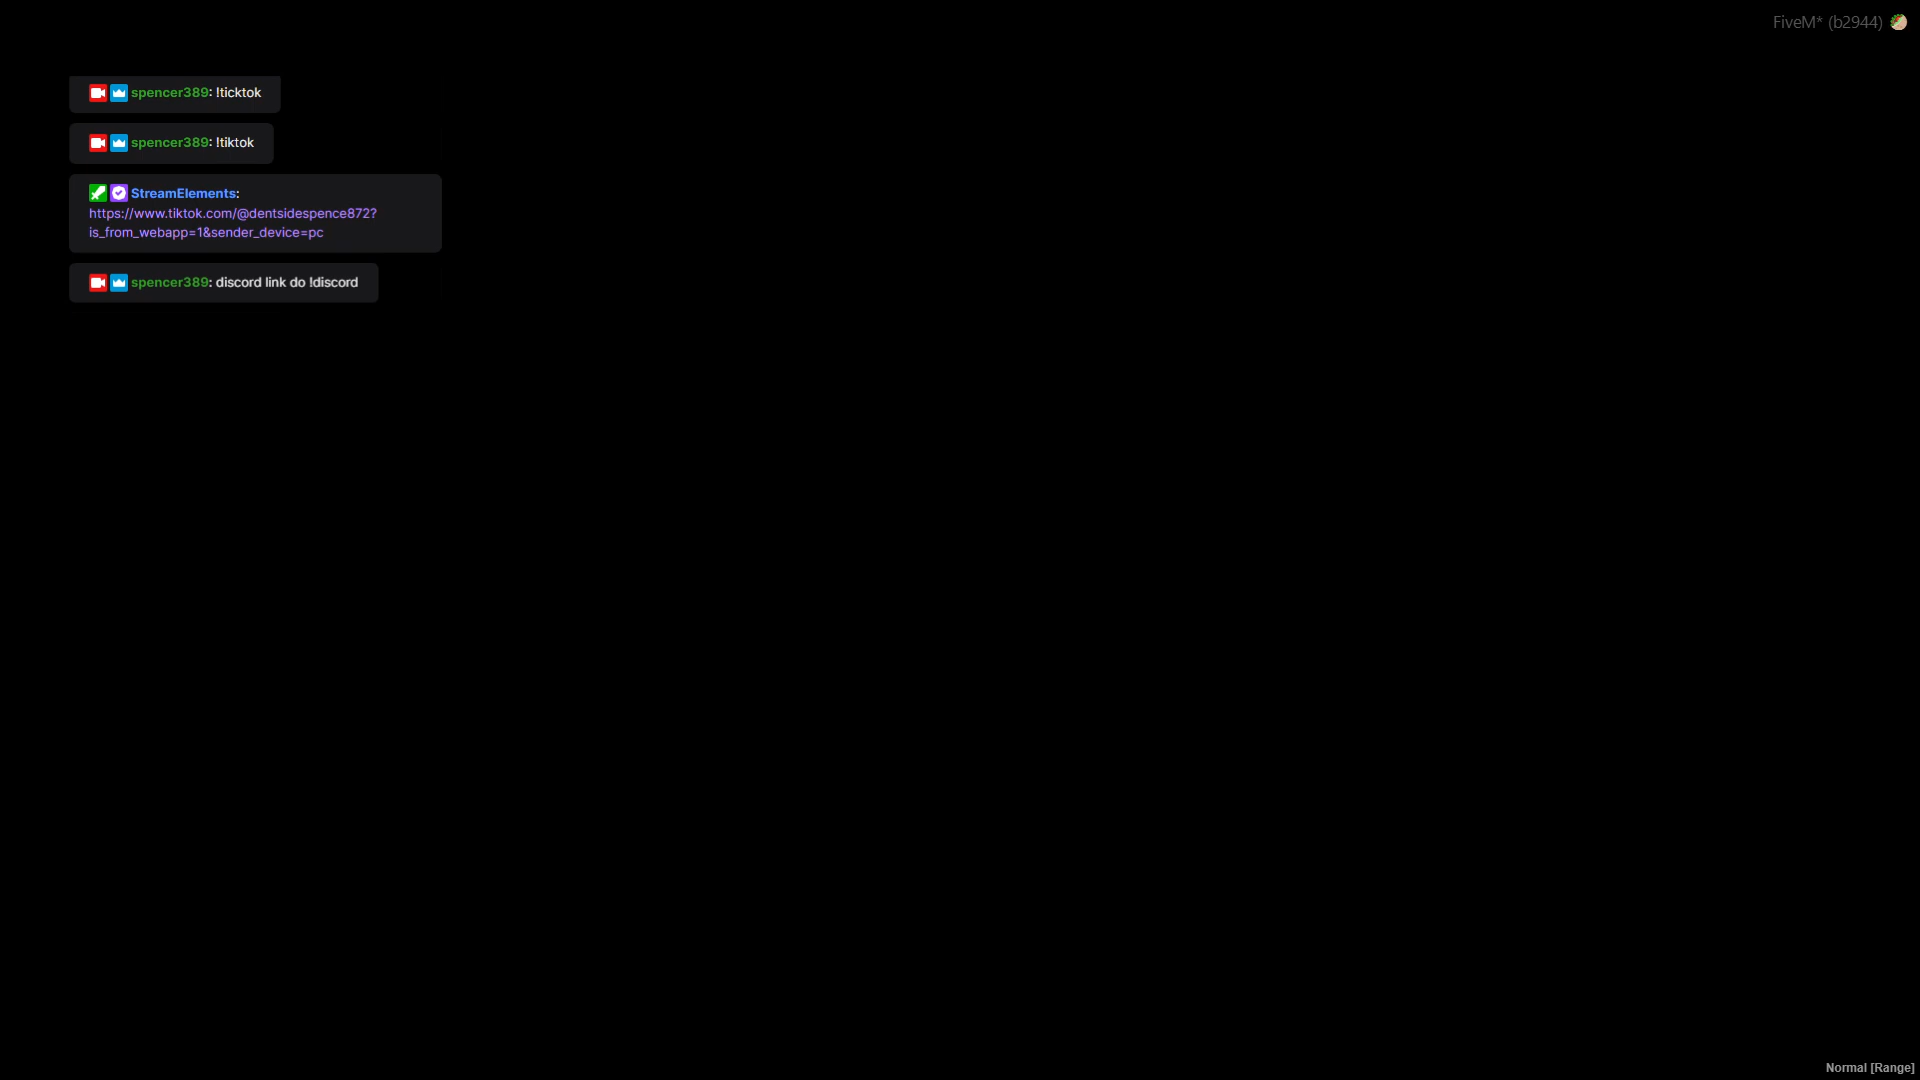 FiveM* (b2944)
spencer389: !ticktok
spencer389: !tiktok
StreamElements:
https://www.tiktok.com/@dentsidespence872?
is_from_webapp=1&sender_device=pc
spencer389: discord link do !discord
Normal [Range]